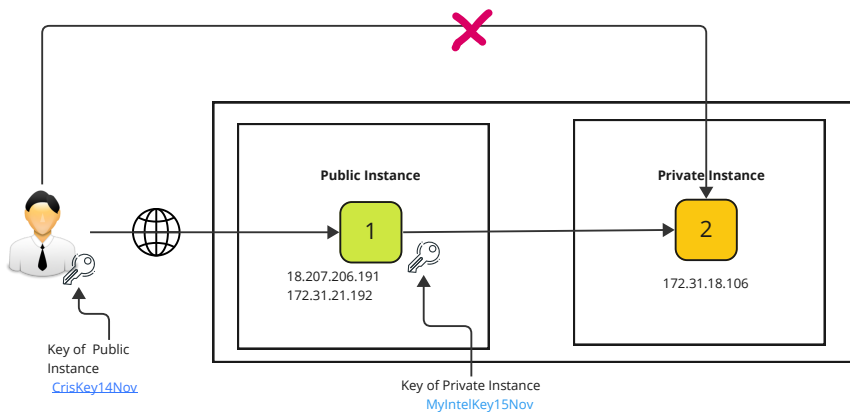 Public Instance
Private Instance
1
2
18.207.206.191
172.31.21.192
172.31.18.106
Key of Public
Instance
CrisKey14Nov
Key of Private Instance
MyIntelKey15Nov